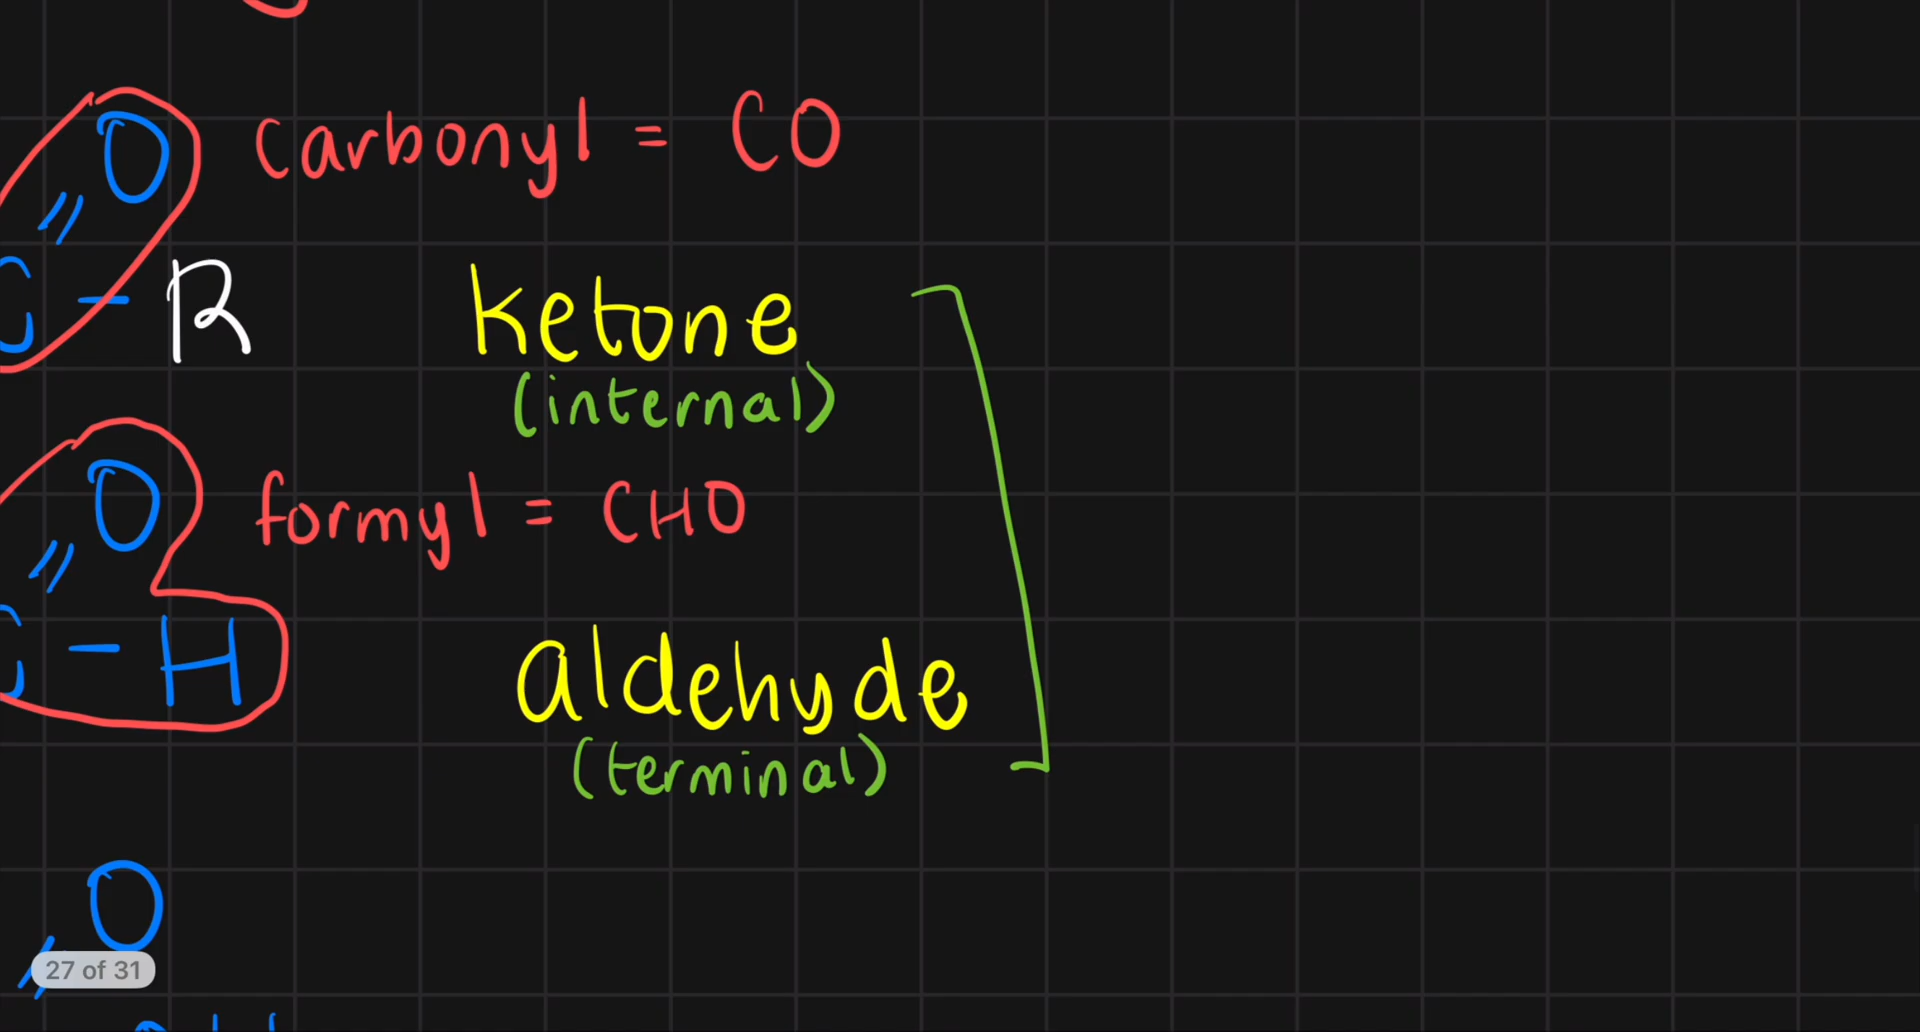 O carbonyl = CO
=
C - R ketone
(internal)
O formyl = CHO
=
C - H aldehyde
(terminal)
O
27 of 31